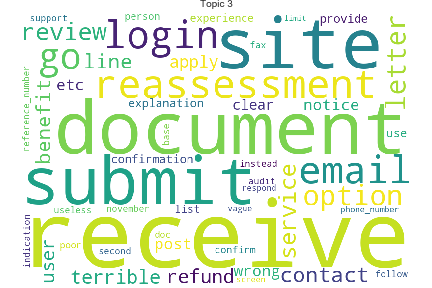 Topic 3
support
person
experience
limit
review
login
site
provide
fax
letter
go
line
apply
reassessment
reference_number
etc
explanation
clear
notice
benefit
document
base
use
confirmation
instead
email
submit
audit
respond
service
option
useless
november
list
vague
phone_number
receive
indication
user
poor
doc
post
confirm
second
terrible
refund
wrong
screen
contact
follow